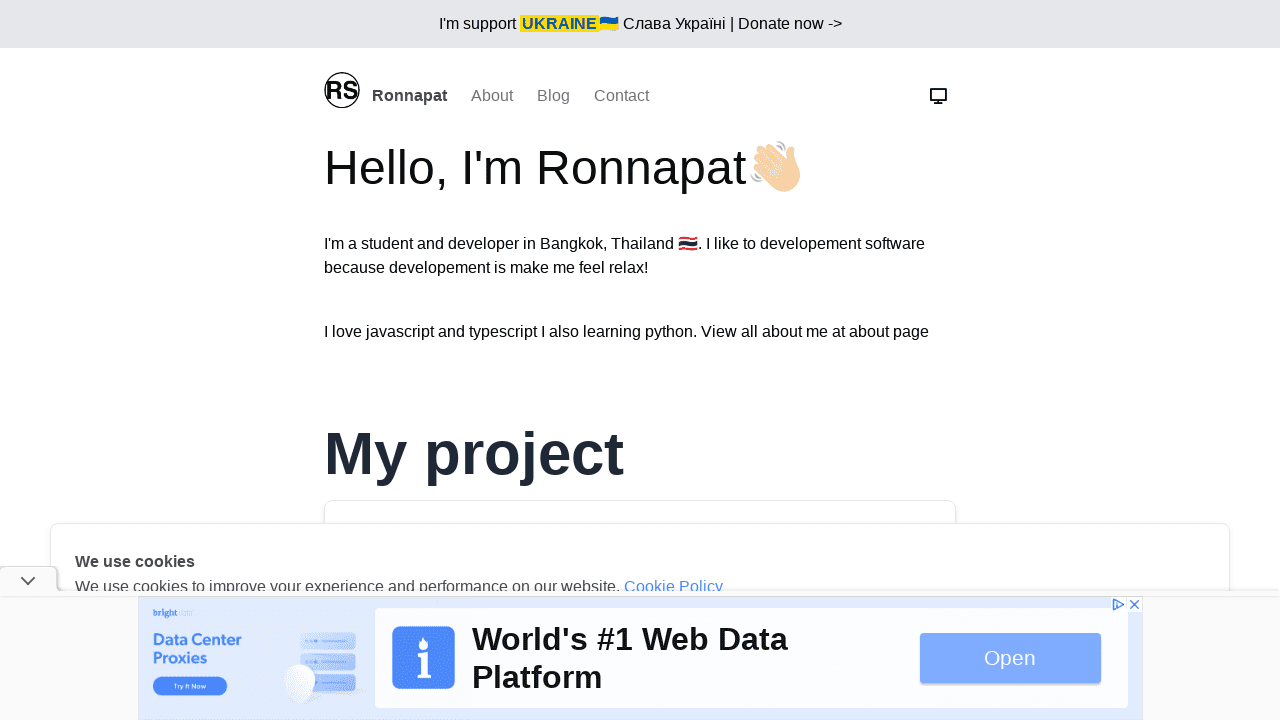 I'm support UKRAINE🇺🇦 Слава Україні | Donate now ->
RS Ronnapat About Blog Contact
Hello, I'm Ronnapat👋🏼
I'm a student and developer in Bangkok, Thailand 🇹🇭. I like to developement software
because developement is make me feel relax!
I love javascript and typescript I also learning python. View all about me at about page
My project
We use cookies
We use cookies to improve your experience and performance on our website. Cookie Policy
bright data
Data Center
Proxies
Try It Now
World's #1 Web Data
Platform
Open